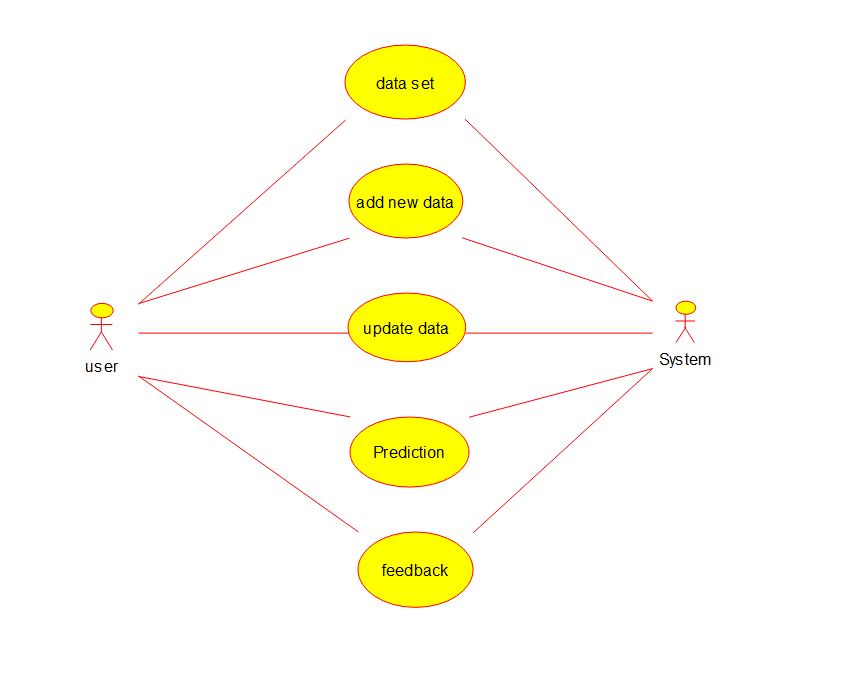 data set
add new data
update data
user
System
Prediction
feedback